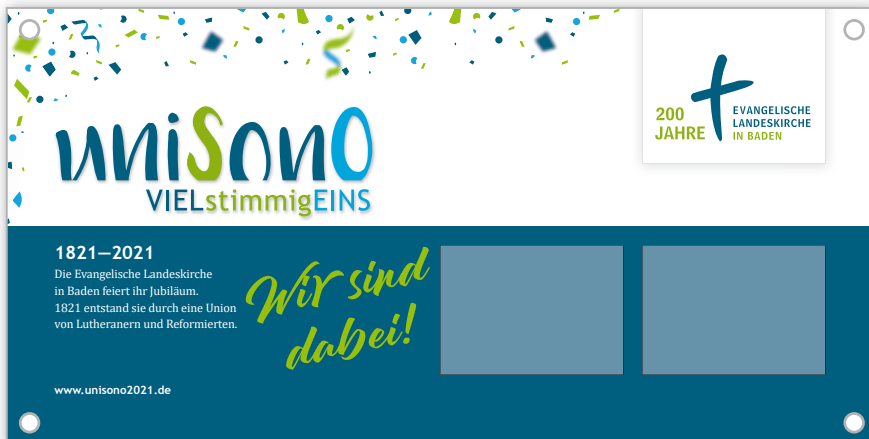 uniSonO
VIELstimmigEINS
200
JAHRE
EVANGELISCHE
LANDESKIRCHE
IN BADEN
1821—2021
Die Evangelische Landeskirche
in Baden feiert ihr Jubiläum.
1821 entstand sie durch eine Union
von Lutheranern und Reformierten.
Wir sind
dabei!
www.unisono2021.de